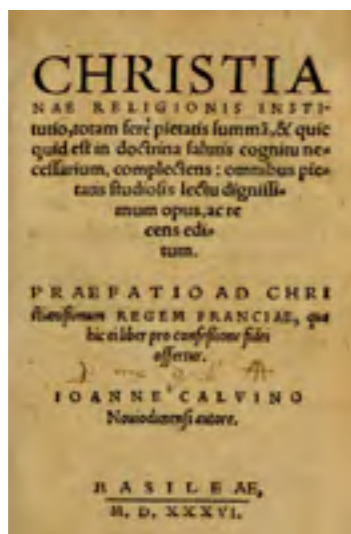 CHRISTIA
NAE RELIGIONIS INSTI-
tutio, totam ferè pietatis summã, & quic
quid est in doctrina salutis cognitu ne-
cessarium, complectens: omnibus pie-
tatis studiosis lectu dignissi-
mum opus, ac re
cens edi-
tum.
PRAEFATIO AD CHRI
stianissimum REGEM FRANCIAE, qua
hic ei liber pro confessione fidei
offertur.
IOANNE CALVINO
Nouiodunensi autore.
BASILEAE,
M. D. XXXVI.